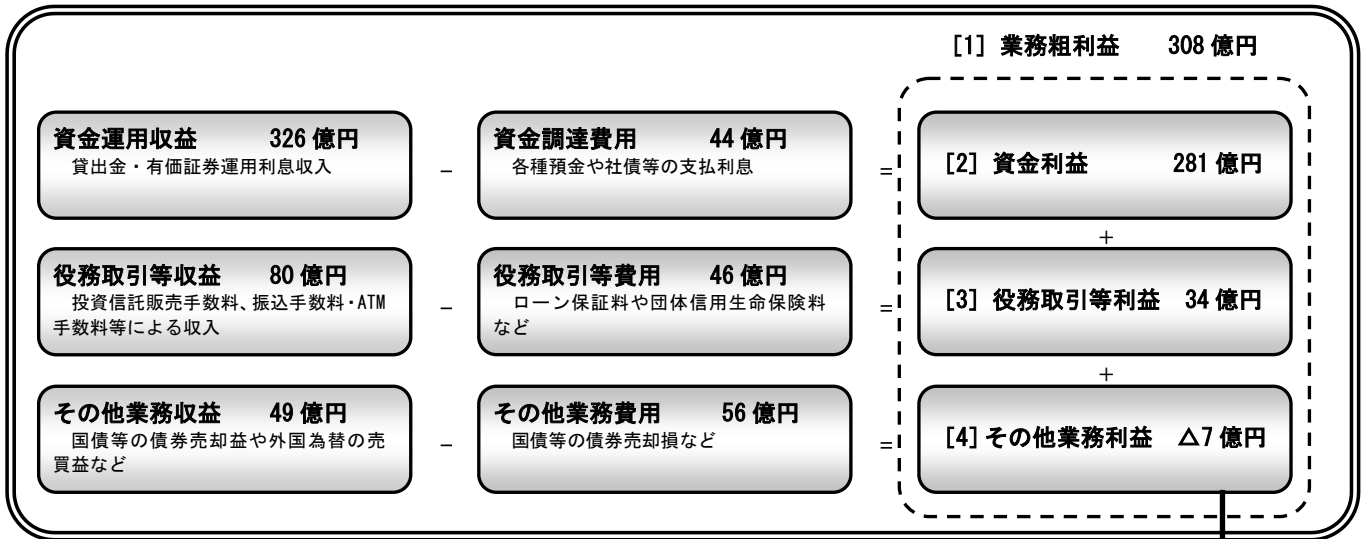 [1] 業務粗利益 308 億円
資金運用収益 326 億円
貸出金・有価証券運用利息収入
－
資金調達費用 44 億円
各種預金や社債等の支払利息
＝
[2] 資金利益 281 億円
＋
役務取引等収益 80 億円
投資信託販売手数料、振込手数料・ATM
手数料等による収入
－
役務取引等費用 46 億円
ローン保証料や団体信用生命保険料
など
＝
[3] 役務取引等利益 34 億円
＋
その他業務収益 49 億円
国債等の債券売却益や外国為替の売
買益など
－
その他業務費用 56 億円
国債等の債券売却損など
＝
[4] その他業務利益 △7 億円